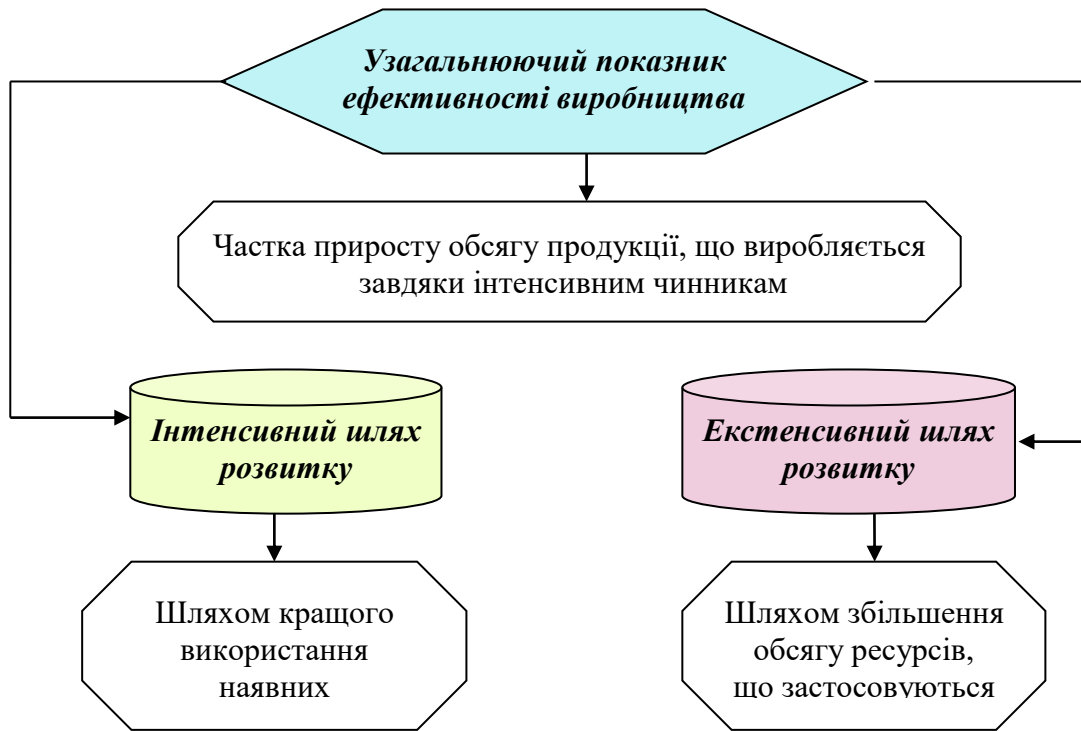 Узагальнюючий показник
ефективності виробництва
Частка приросту обсягу продукції, що виробляється
завдяки інтенсивним чинникам
Інтенсивний шлях
розвитку
Екстенсивний шлях
розвитку
Шляхом кращого
використання
наявних
Шляхом збільшення
обсягу ресурсів,
що застосовуються